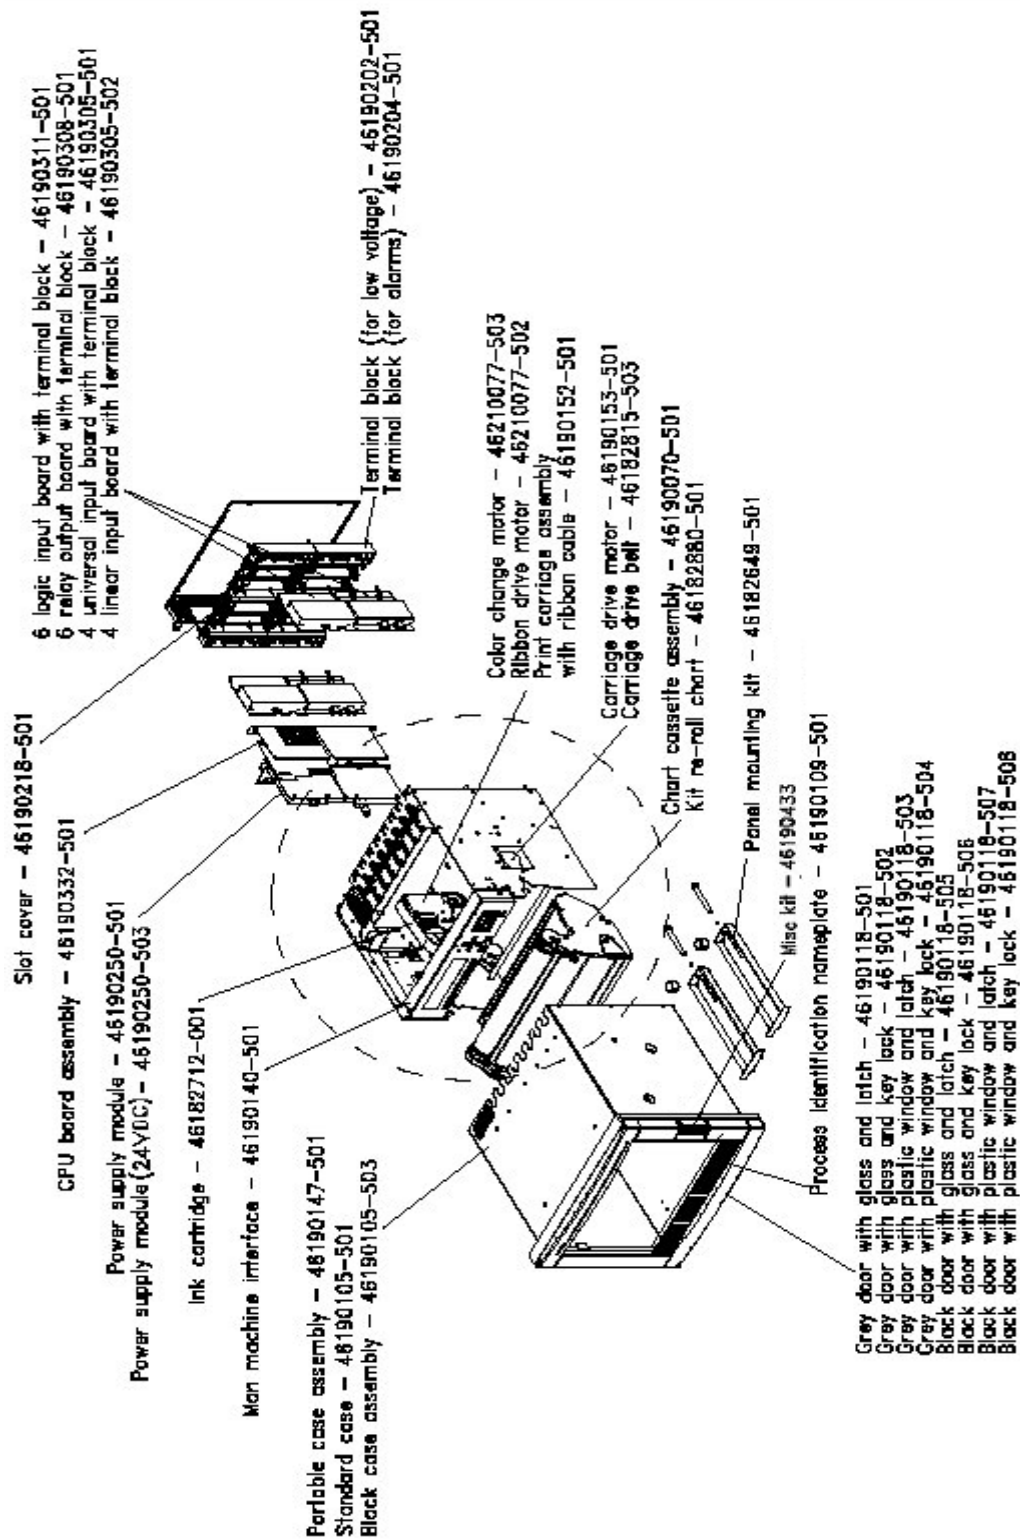 6 logic input board with terminal block - 46190311-501
6 relay output board with terminal block - 46190308-501
4 universal input board with terminal block - 46190305-501
4 linear input board with terminal block - 46190305-502
Slot cover - 46190218-501
CPU board assembly - 46190332-501
Power supply module - 46190250-501
Power supply module (24VDC) - 46190250-503
Ink cartridge - 46182712-001
Man machine interface - 46190140-501
Portable case assembly - 46190147-501
Standard case - 46190105-501
Black case assembly - 46190105-503
Terminal block (for low voltage) - 46190202-501
Terminal block (for alarms) - 46190204-501
Color change motor - 46210077-503
Ribbon drive motor - 46210077-502
Print carriage assembly
with ribbon cable - 46190152-501
Carriage drive motor - 46190153-501
Carriage drive belt - 46182815-503
Chart cassette assembly - 46190070-501
Kit re-roll chart - 46182880-501
Panel mounting kit - 46182649-501
Misc kit - 46190433
Process identification nameplate - 46190109-501
Grey door with glass and latch - 46190118-501
Grey door with glass and key lock - 46190118-502
Grey door with plastic window and latch - 46190118-503
Grey door with plastic window and key lock - 46190118-504
Black door with glass and latch - 46190118-505
Black door with glass and key lock - 46190118-506
Black door with plastic window and latch - 46190118-507
Black door with plastic window and key lock - 46190118-508